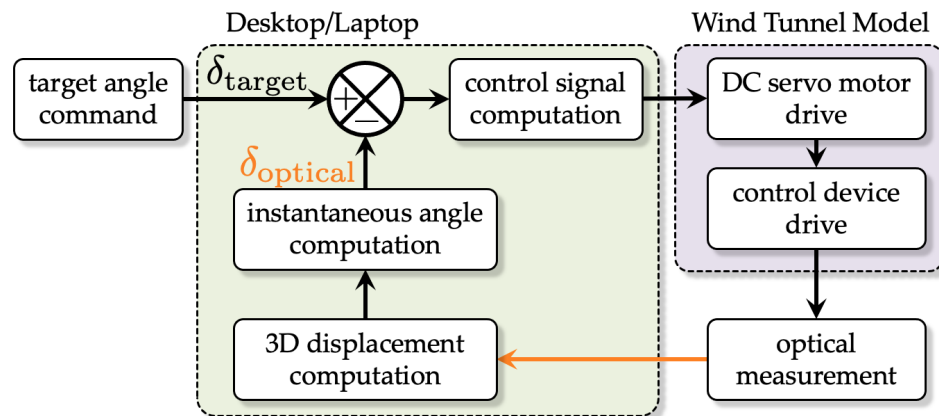 Desktop/Laptop
Wind Tunnel Model
target angle
command
δtarget
+
−
control signal
computation
DC servo motor
drive
δoptical
instantaneous angle
computation
control device
drive
3D displacement
computation
optical
measurement